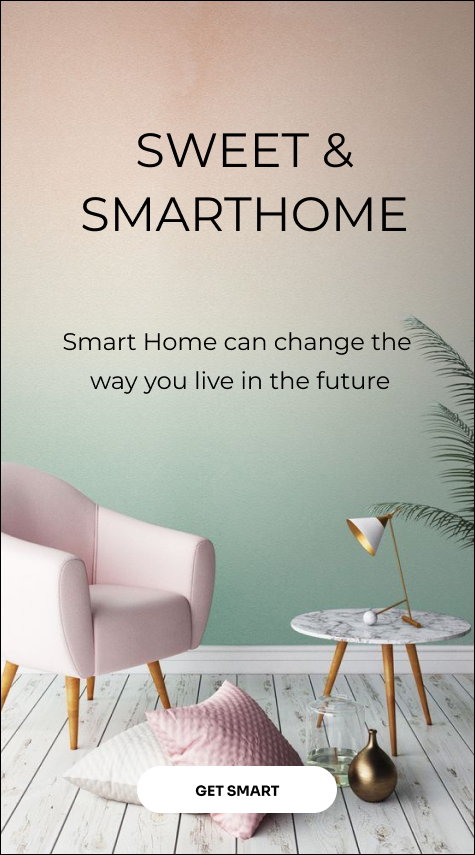 SWEET &
SMARTHOME
Smart Home can change the
way you live in the future
GET SMART